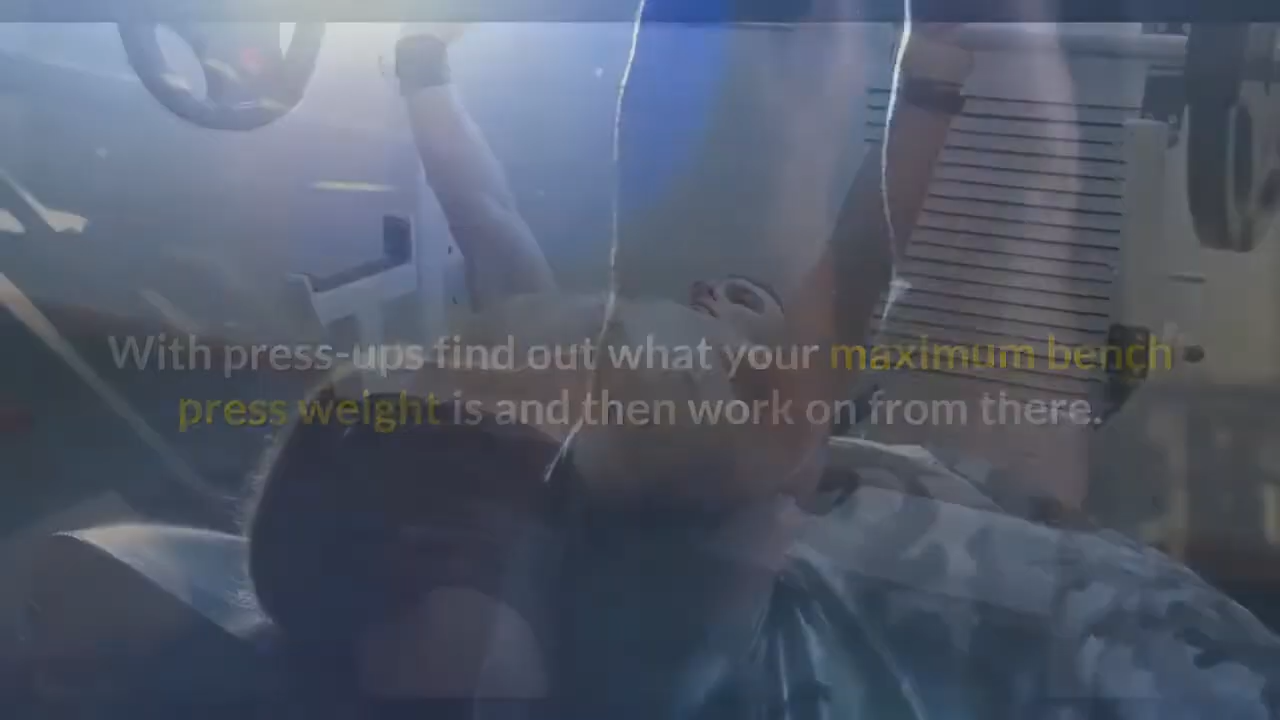 With press-ups find out what your maximum bench
press weight is and then work on from there.